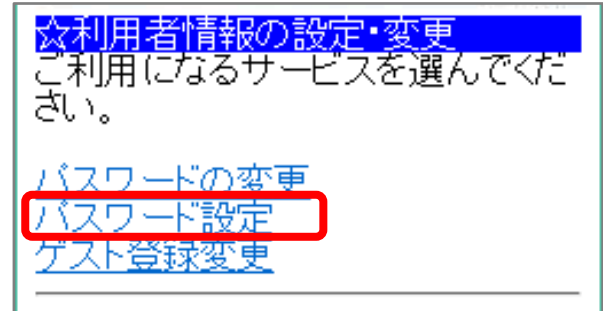 ☆利用者情報の設定・変更
ご利用になるサービスを選んでくだ
さい。
パスワードの変更
パスワード設定
ゲスト登録変更